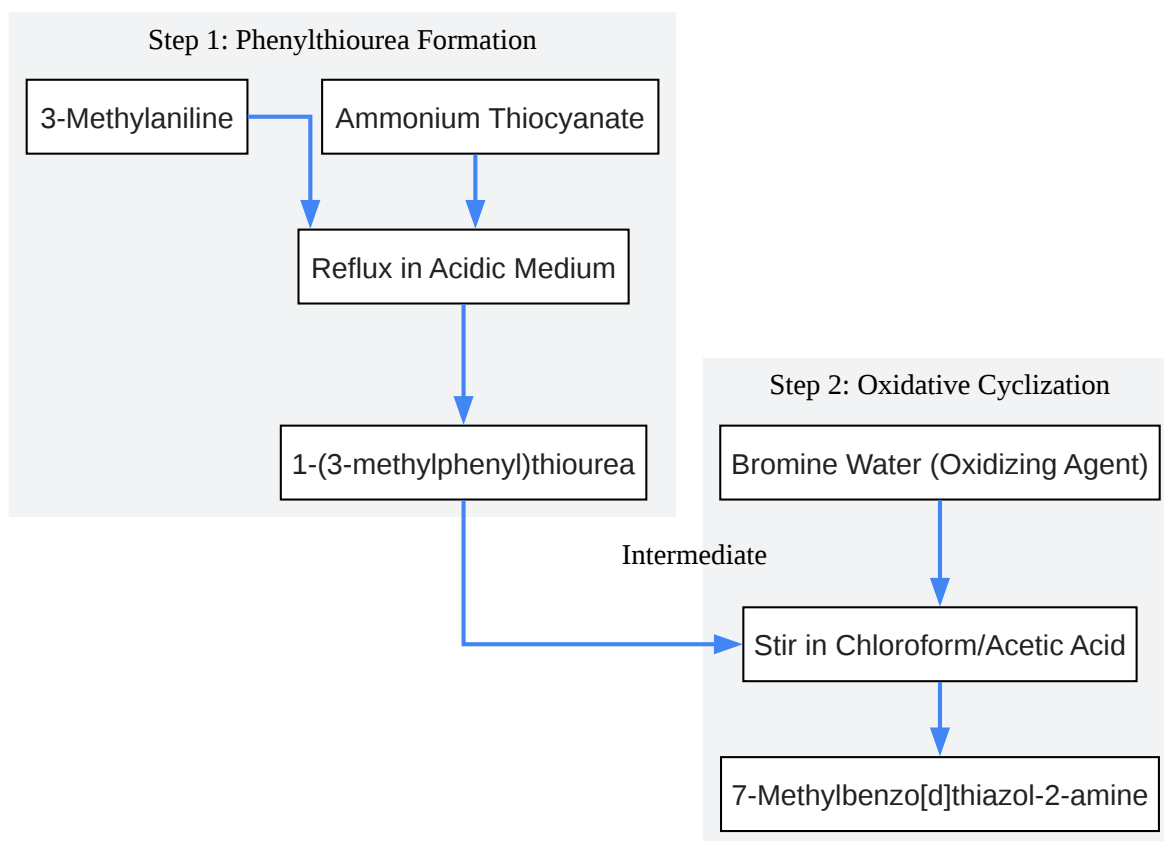 Step 1: Phenylthiourea Formation
3-Methylaniline
Ammonium Thiocyanate
Reflux in Acidic Medium
1-(3-methylphenyl)thiourea
Intermediate
Step 2: Oxidative Cyclization
Bromine Water (Oxidizing Agent)
Stir in Chloroform/Acetic Acid
7-Methylbenzo[d]thiazol-2-amine